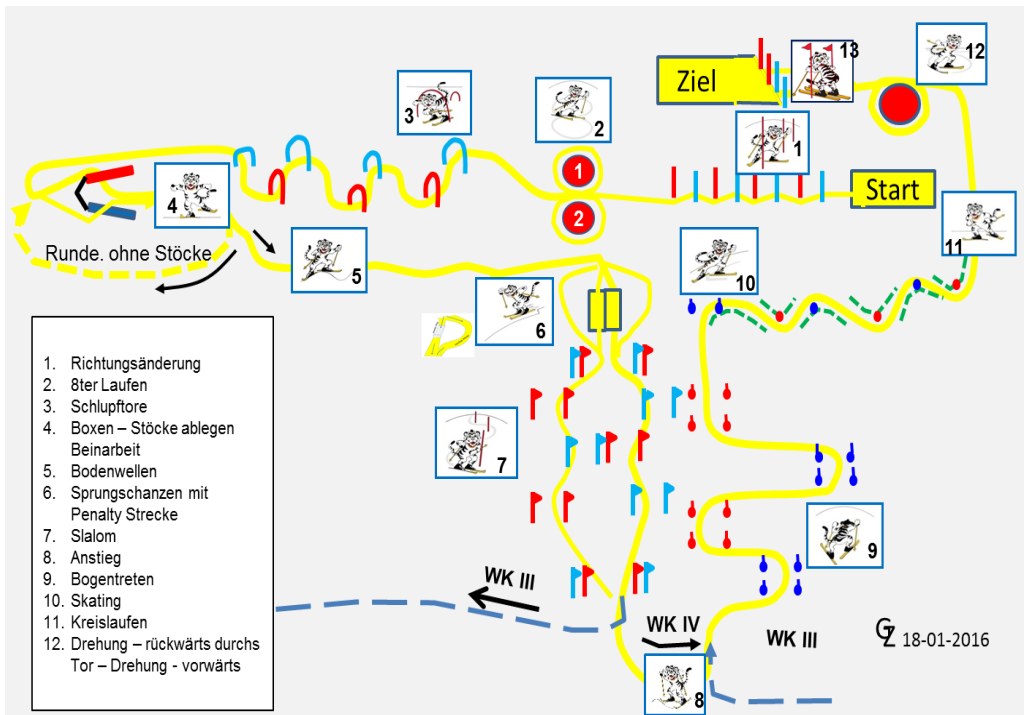 13
12
Ziel
3
2
1
1
Start
4
2
11
Runde. ohne Stöcke
5
10
6
1. Richtungsänderung
2. 8ter Laufen
3. Schlupftore
4. Boxen – Stöcke ablegen
Beinarbeit
5. Bodenwellen
6. Sprungschanzen mit
Penalty Strecke
7. Slalom
8. Anstieg
9. Bogentreten
10. Skating
11. Kreislaufen
12. Drehung – rückwärts durchs
Tor – Drehung - vorwärts
7
9
WK III
WK IV
WK III
GZ 18-01-2016
8